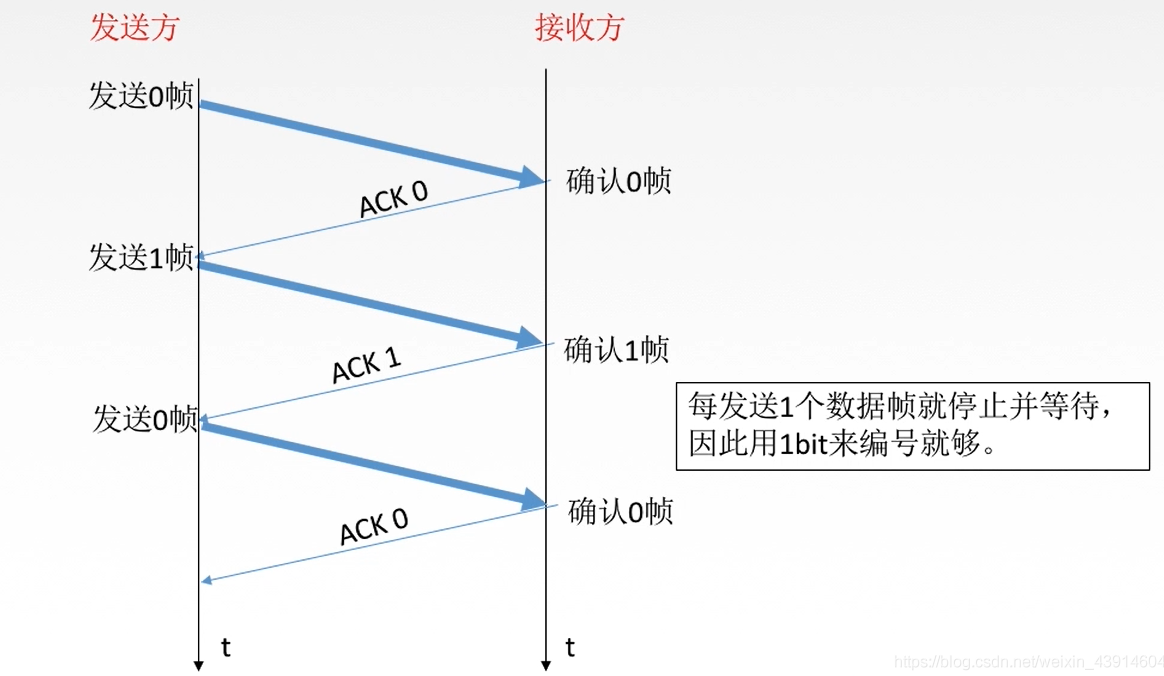 发送方
接收方
发送0帧
确认0帧
ACK 0
发送1帧
确认1帧
ACK 1
每发送1个数据帧就停止并等待，
因此用1bit来编号就够。
发送0帧
确认0帧
ACK 0
t
t
https://blog.csdn.net/weixin_43914604